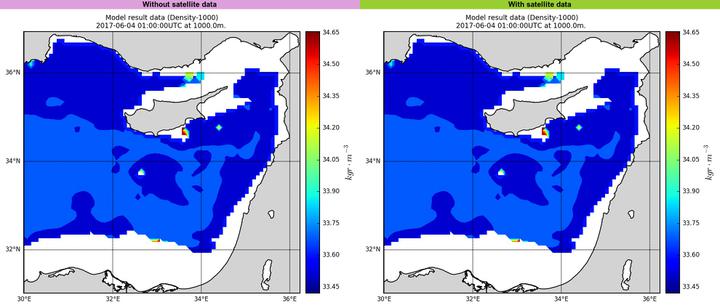 Without satellite data
With satellite data
Model result data (Density-1000)
2017-06-04 01:00:00UTC at 1000.0m.
36°N
34°N
32°N
30°E
32°E
34°E
36°E
34.65
34.50
34.35
34.20
34.05
33.90
33.75
33.60
33.45
kgr · m⁻³
Model result data (Density-1000)
2017-06-04 01:00:00UTC at 1000.0m.
36°N
34°N
32°N
30°E
32°E
34°E
36°E
34.65
34.50
34.35
34.20
34.05
33.90
33.75
33.60
33.45
kgr · m⁻³